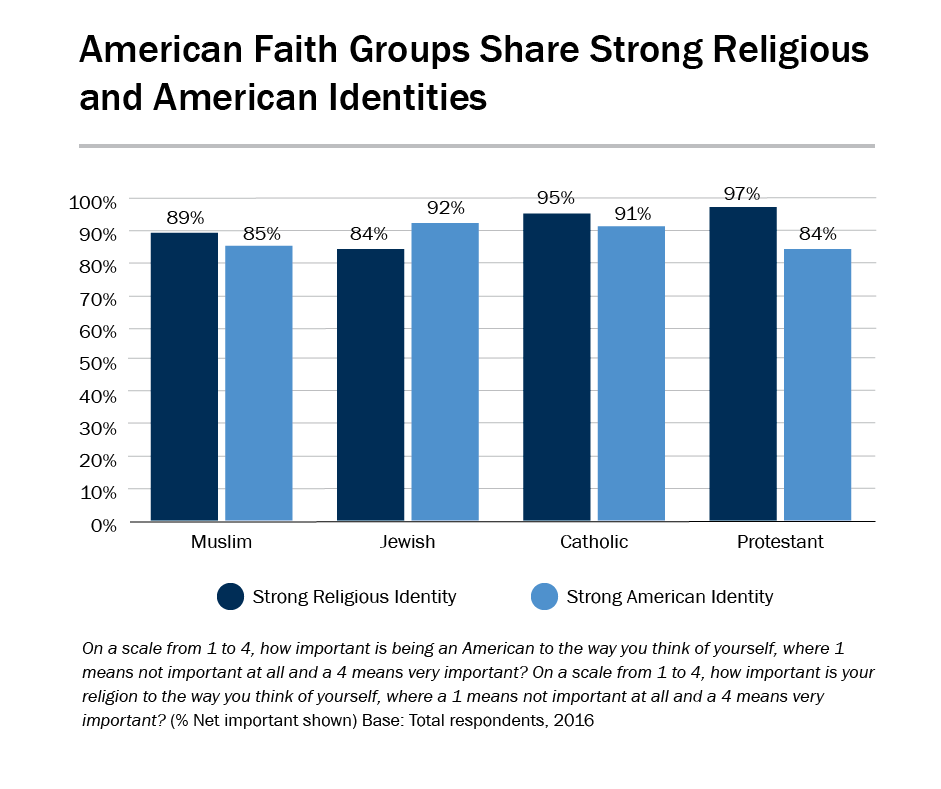 American Faith Groups Share Strong Religious
and American Identities
100%
90%
80%
70%
60%
50%
40%
30%
20%
10%
0%
89%
85%
84%
92%
95%
91%
97%
84%
Muslim
Jewish
Catholic
Protestant
Strong Religious Identity
Strong American Identity
On a scale from 1 to 4, how important is being an American to the way you think of yourself, where 1
means not important at all and a 4 means very important? On a scale from 1 to 4, how important is your
religion to the way you think of yourself, where a 1 means not important at all and a 4 means very
important? (% Net important shown) Base: Total respondents, 2016